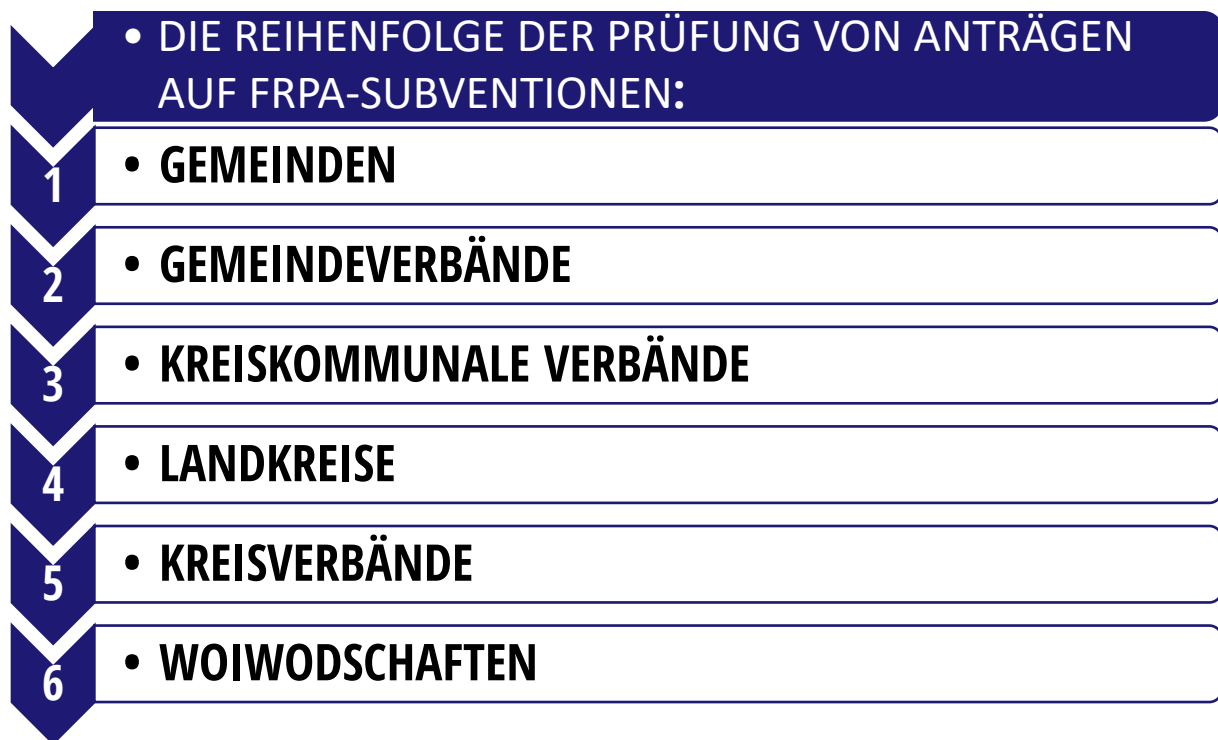 • DIE REIHENFOLGE DER PRÜFUNG VON ANTRÄGEN
AUF FRPA-SUBVENTIONEN:
1 • GEMEINDEN
2 • GEMEINDEVERBÄNDE
3 • KREISKOMMUNALE VERBÄNDE
4 • LANDKREISE
5 • KREISVERBÄNDE
6 • WOIWODSCHAFTEN